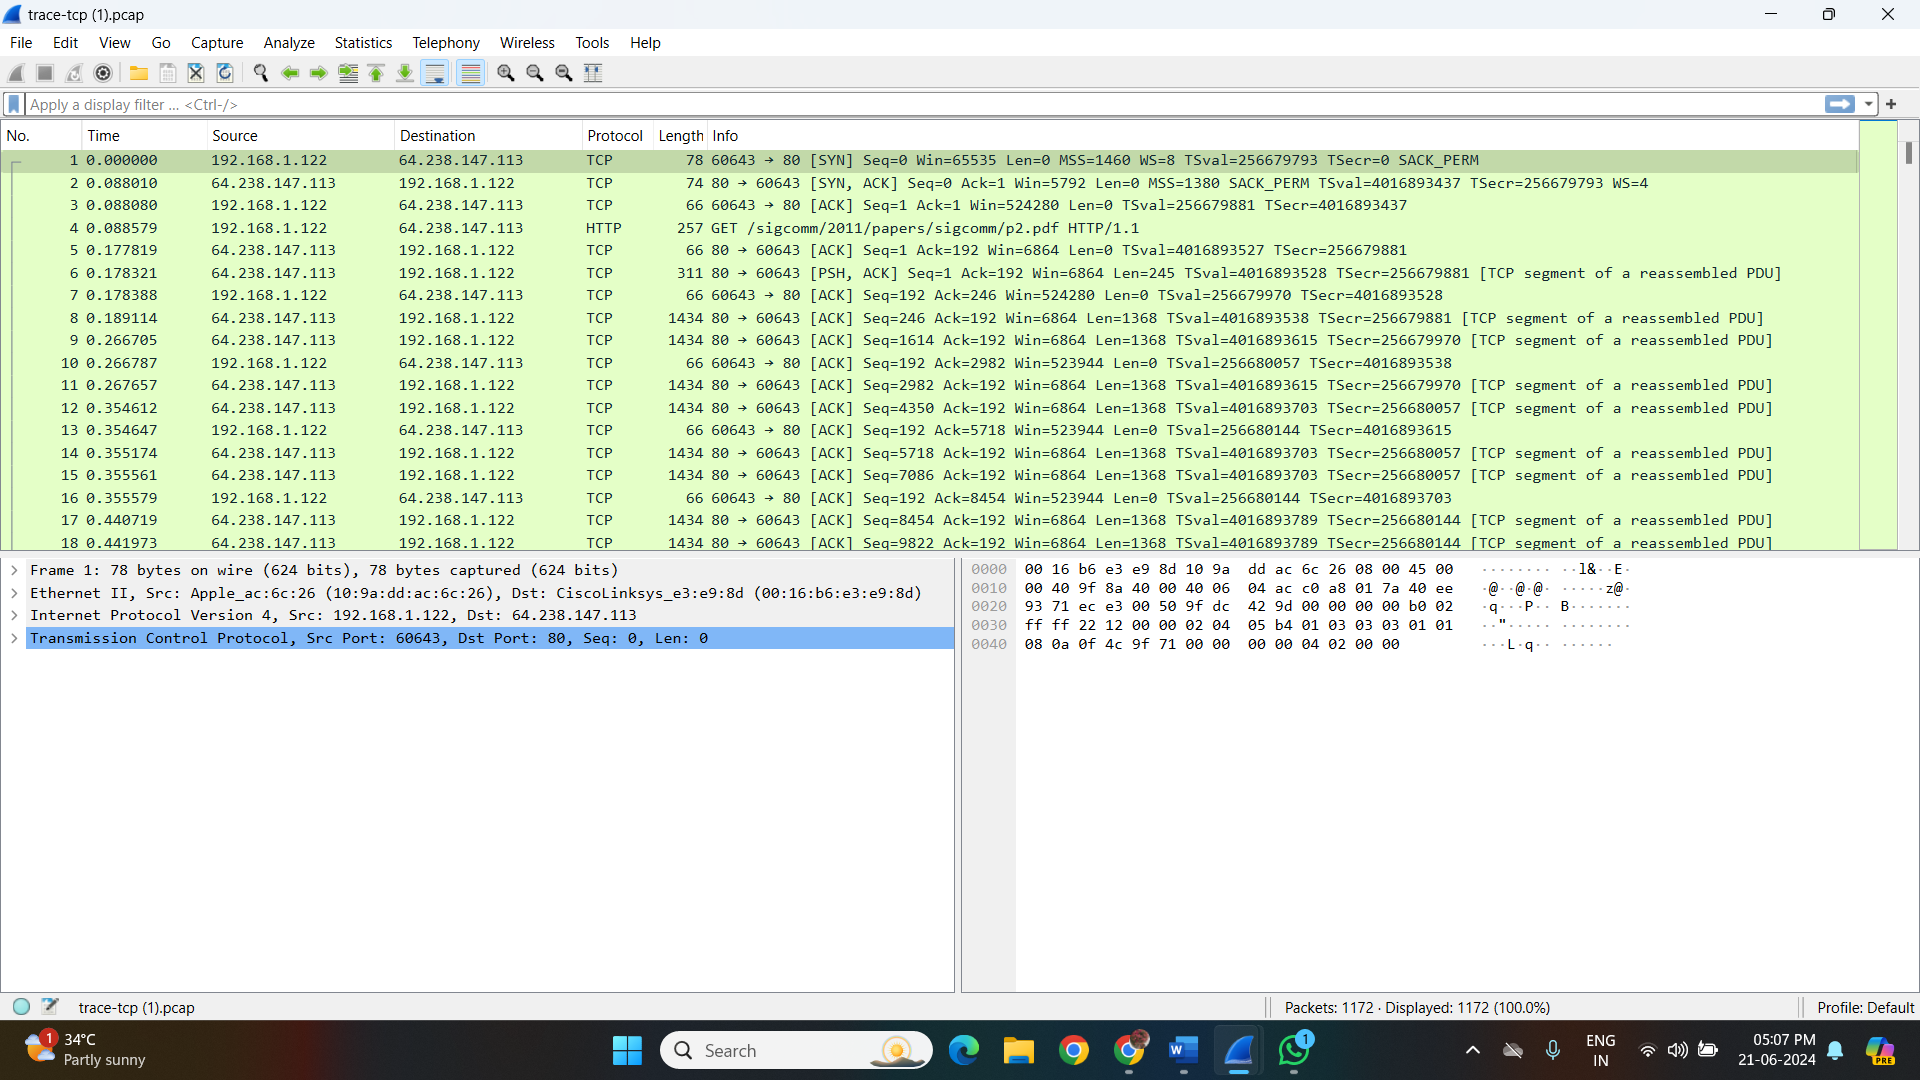 trace-tcp (1).pcap
File Edit View Go Capture Analyze Statistics Telephony Wireless Tools Help
Apply a display filter ... <Ctrl-/>
No. Time Source Destination Protocol Length Info
1 0.000000 192.168.1.122 64.238.147.113 TCP 78 60643 → 80 [SYN] Seq=0 Win=65535 Len=0 MSS=1460 WS=8 TSval=256679793 TSecr=0 SACK_PERM
2 0.088010 64.238.147.113 192.168.1.122 TCP 74 80 → 60643 [SYN, ACK] Seq=0 Ack=1 Win=5792 Len=0 MSS=1380 SACK_PERM TSval=4016893437 TSecr=256679793 WS=4
3 0.088080 192.168.1.122 64.238.147.113 TCP 66 60643 → 80 [ACK] Seq=1 Ack=1 Win=524280 Len=0 TSval=256679881 TSecr=4016893437
4 0.088579 192.168.1.122 64.238.147.113 HTTP 257 GET /sigcomm/2011/papers/sigcomm/p2.pdf HTTP/1.1
5 0.177819 64.238.147.113 192.168.1.122 TCP 66 80 → 60643 [ACK] Seq=1 Ack=192 Win=6864 Len=0 TSval=4016893527 TSecr=256679881
6 0.178321 64.238.147.113 192.168.1.122 TCP 311 80 → 60643 [PSH, ACK] Seq=1 Ack=192 Win=6864 Len=245 TSval=4016893528 TSecr=256679881 [TCP segment of a reassembled PDU]
7 0.178388 192.168.1.122 64.238.147.113 TCP 66 60643 → 80 [ACK] Seq=192 Ack=246 Win=524280 Len=0 TSval=256679970 TSecr=4016893528
8 0.189114 64.238.147.113 192.168.1.122 TCP 1434 80 → 60643 [ACK] Seq=246 Ack=192 Win=6864 Len=1368 TSval=4016893538 TSecr=256679881 [TCP segment of a reassembled PDU]
9 0.266705 64.238.147.113 192.168.1.122 TCP 1434 80 → 60643 [ACK] Seq=1614 Ack=192 Win=6864 Len=1368 TSval=4016893615 TSecr=256679970 [TCP segment of a reassembled PDU]
10 0.266787 192.168.1.122 64.238.147.113 TCP 66 60643 → 80 [ACK] Seq=192 Ack=2982 Win=523944 Len=0 TSval=256680057 TSecr=4016893538
11 0.267657 64.238.147.113 192.168.1.122 TCP 1434 80 → 60643 [ACK] Seq=2982 Ack=192 Win=6864 Len=1368 TSval=4016893615 TSecr=256679970 [TCP segment of a reassembled PDU]
12 0.354612 64.238.147.113 192.168.1.122 TCP 1434 80 → 60643 [ACK] Seq=4350 Ack=192 Win=6864 Len=1368 TSval=4016893703 TSecr=256680057 [TCP segment of a reassembled PDU]
13 0.354647 192.168.1.122 64.238.147.113 TCP 66 60643 → 80 [ACK] Seq=192 Ack=5718 Win=523944 Len=0 TSval=256680144 TSecr=4016893615
14 0.355174 64.238.147.113 192.168.1.122 TCP 1434 80 → 60643 [ACK] Seq=5718 Ack=192 Win=6864 Len=1368 TSval=4016893703 TSecr=256680057 [TCP segment of a reassembled PDU]
15 0.355561 64.238.147.113 192.168.1.122 TCP 1434 80 → 60643 [ACK] Seq=7086 Ack=192 Win=6864 Len=1368 TSval=4016893703 TSecr=256680057 [TCP segment of a reassembled PDU]
16 0.355579 192.168.1.122 64.238.147.113 TCP 66 60643 → 80 [ACK] Seq=192 Ack=8454 Win=523944 Len=0 TSval=256680144 TSecr=4016893703
17 0.440719 64.238.147.113 192.168.1.122 TCP 1434 80 → 60643 [ACK] Seq=8454 Ack=192 Win=6864 Len=1368 TSval=4016893789 TSecr=256680144 [TCP segment of a reassembled PDU]
18 0.441973 64.238.147.113 192.168.1.122 TCP 1434 80 → 60643 [ACK] Seq=9822 Ack=192 Win=6864 Len=1368 TSval=4016893789 TSecr=256680144 [TCP segment of a reassembled PDU]
Frame 1: 78 bytes on wire (624 bits), 78 bytes captured (624 bits)
Ethernet II, Src: Apple_ac:6c:26 (10:9a:dd:ac:6c:26), Dst: CiscoLinksys_e3:e9:8d (00:16:b6:e3:e9:8d)
Internet Protocol Version 4, Src: 192.168.1.122, Dst: 64.238.147.113
Transmission Control Protocol, Src Port: 60643, Dst Port: 80, Seq: 0, Len: 0
0000 00 16 b6 e3 e9 8d 10 9a dd ac 6c 26 08 00 45 00 ········ ··l&··E·
0010 00 40 9f 8a 40 00 40 06 04 ac c0 a8 01 7a 40 ee ·@··@·@· ·····z@·
0020 93 71 ec e3 00 50 9f dc 42 9d 00 00 00 00 b0 02 ·q···P·· B·······
0030 ff ff 22 12 00 00 02 04 05 b4 01 03 03 03 01 01 ··"····· ········
0040 08 0a 0f 4c 9f 71 00 00 00 00 04 02 00 00 ···L·q·· ······
trace-tcp (1).pcap Packets: 1172 · Displayed: 1172 (100.0%) Profile: Default
1
34°C
Partly sunny
Search
W
1
ENG
IN
05:07 PM
21-06-2024
PRE